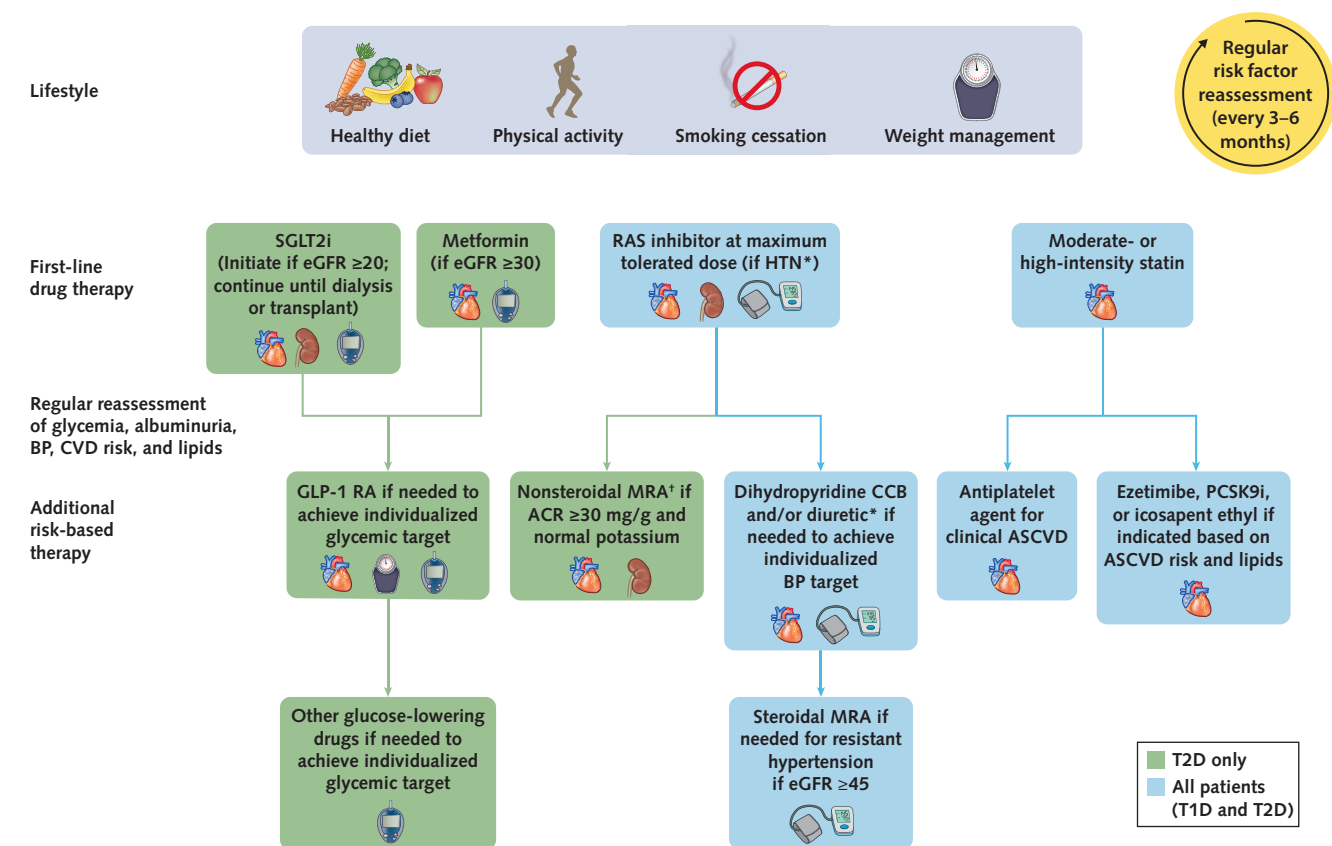 Lifestyle
Healthy diet
Physical activity
Smoking cessation
Weight management
Regular
risk factor
reassessment
(every 3–6
months)
First-line
drug therapy
SGLT2i
(Initiate if eGFR ≥20;
continue until dialysis
or transplant)
Metformin
(if eGFR ≥30)
RAS inhibitor at maximum
tolerated dose (if HTN*)
Moderate- or
high-intensity statin
Regular reassessment
of glycemia, albuminuria,
BP, CVD risk, and lipids
Additional
risk-based
therapy
GLP-1 RA if needed to
achieve individualized
glycemic target
Nonsteroidal MRA† if
ACR ≥30 mg/g and
normal potassium
Dihydropyridine CCB
and/or diuretic* if
needed to achieve
individualized
BP target
Antiplatelet
agent for
clinical ASCVD
Ezetimibe, PCSK9i,
or icosapent ethyl if
indicated based on
ASCVD risk and lipids
Other glucose-lowering
drugs if needed to
achieve individualized
glycemic target
Steroidal MRA if
needed for resistant
hypertension
if eGFR ≥45
T2D only
All patients
(T1D and T2D)